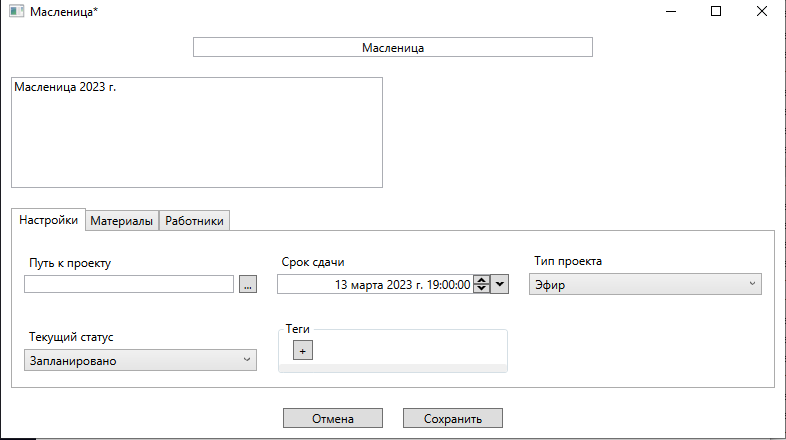 Масленица*
Масленица
Масленица 2023 г.
Настройки Материалы Работники
Путь к проекту Срок сдачи Тип проекта
... 13 марта 2023 г. 19:00:00 Эфир
Текущий статус Теги
Запланировано +
Отмена Сохранить